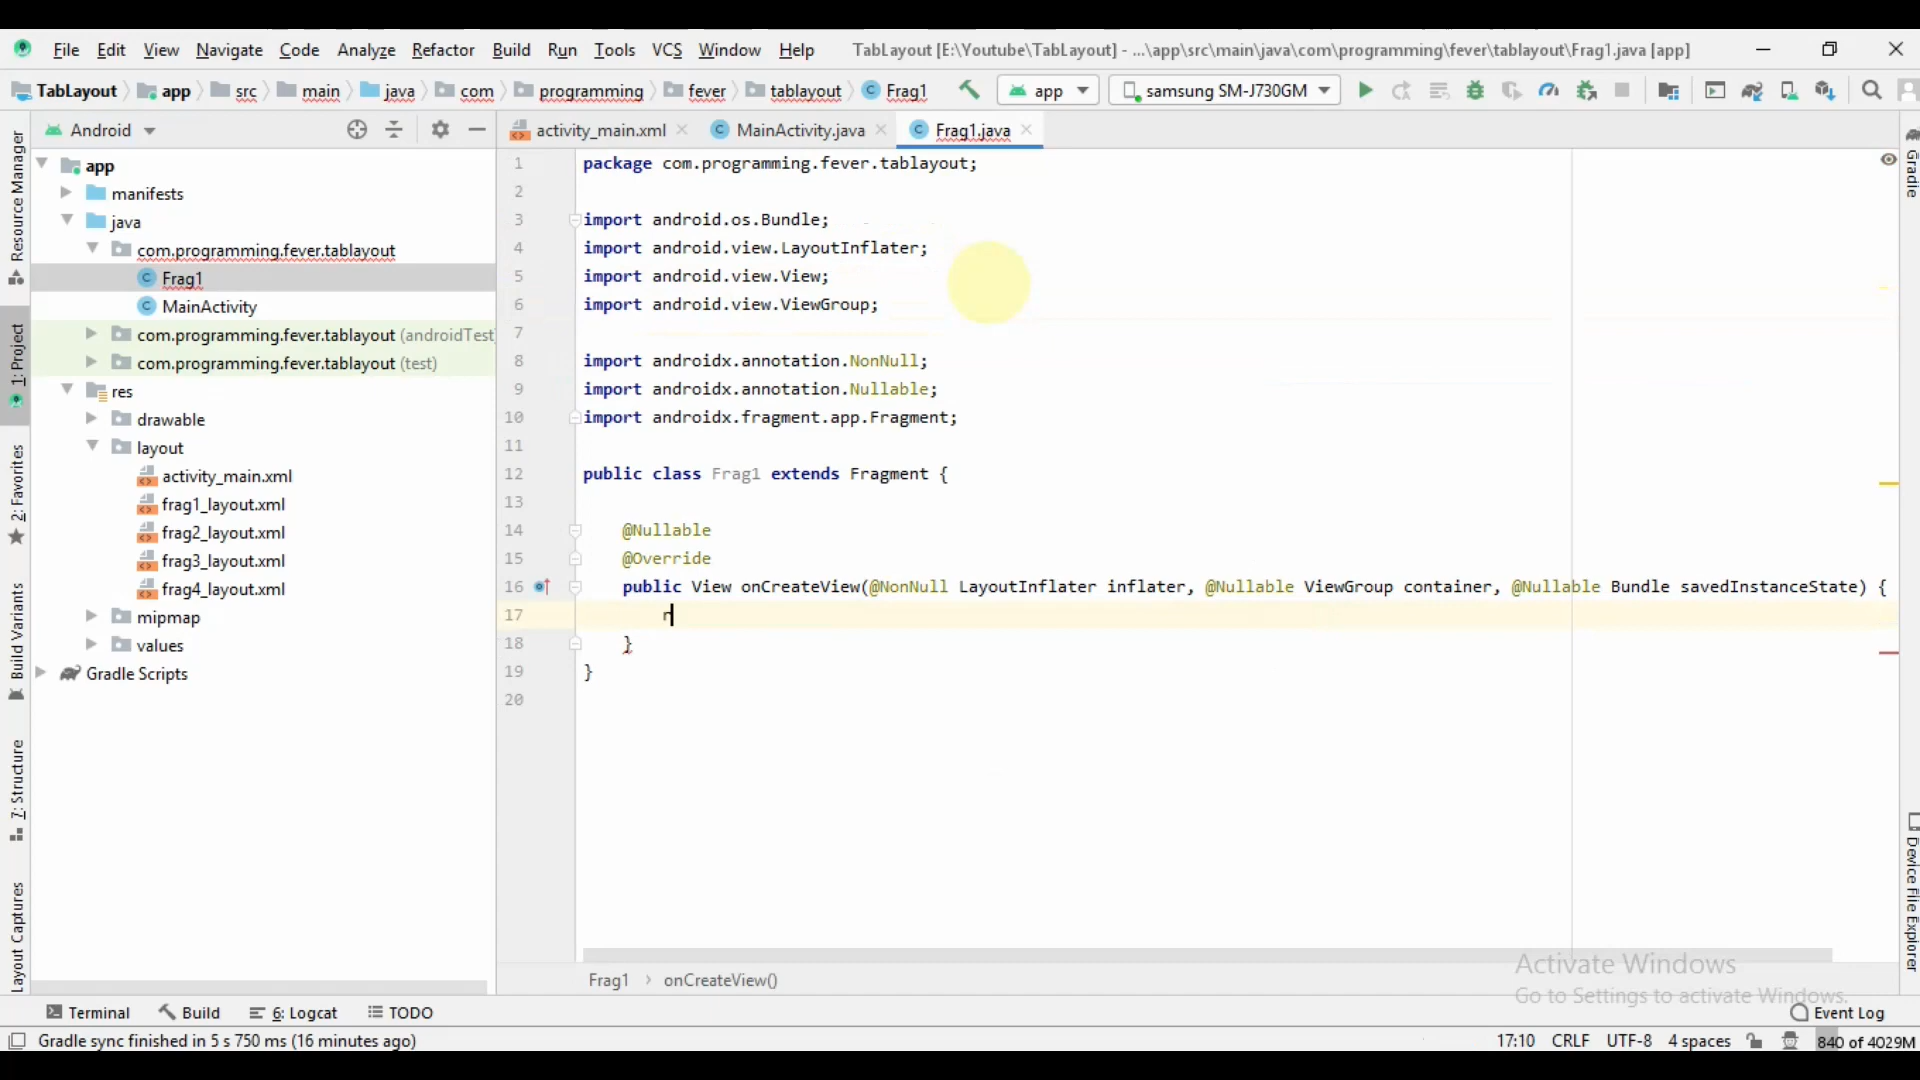 File Edit View Navigate Code Analyze Refactor Build Run Tools VCS Window Help TabLayout [E:\Youtube\TabLayout] - ...\app\src\main\java\com\programming\fever\tablayout\Frag1.java [app]
TabLayout app src main java com programming fever tablayout Frag1 app samsung SM-J730GM
Android
activity_main.xml MainActivity.java Frag1.java
app
manifests
java
com.programming.fever.tablayout
Frag1
MainActivity
com.programming.fever.tablayout (androidTest
com.programming.fever.tablayout (test)
res
drawable
layout
activity_main.xml
frag1_layout.xml
frag2_layout.xml
frag3_layout.xml
frag4_layout.xml
mipmap
values
Gradle Scripts
Resource Manager
1: Project
2: Favorites
Build Variants
7: Structure
Layout Captures
1 package com.programming.fever.tablayout;
2
3 import android.os.Bundle;
4 import android.view.LayoutInflater;
5 import android.view.View;
6 import android.view.ViewGroup;
7
8 import androidx.annotation.NonNull;
9 import androidx.annotation.Nullable;
10 import androidx.fragment.app.Fragment;
11
12 public class Frag1 extends Fragment {
13
14 @Nullable
15 @Override
16 public View onCreateView(@NonNull LayoutInflater inflater, @Nullable ViewGroup container, @Nullable Bundle savedInstanceState) {
17 r
18 }
19 }
20
Gradle
Device File Explorer
Activate Windows
Go to Settings to activate Windows.
Frag1 › onCreateView()
Terminal Build 6: Logcat TODO Event Log
Gradle sync finished in 5 s 750 ms (16 minutes ago) 17:10 CRLF UTF-8 4 spaces 840 of 4029M